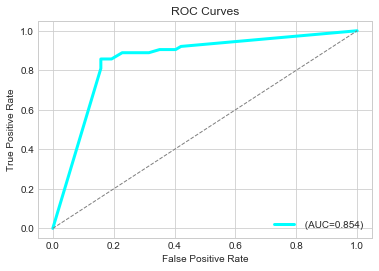 ROC Curves
True Positive Rate
1.0
0.8
0.6
0.4
0.2
0.0
(AUC=0.854)
0.0 0.2 0.4 0.6 0.8 1.0
False Positive Rate